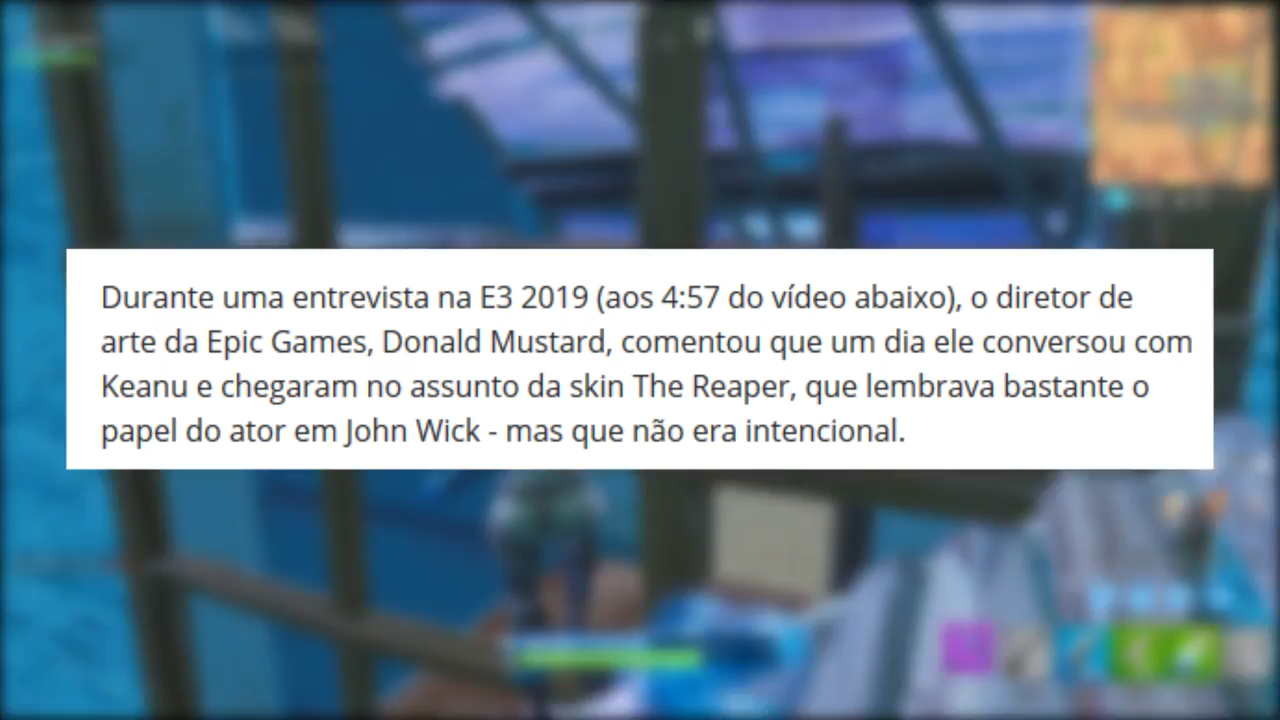 Durante uma entrevista na E3 2019 (aos 4:57 do vídeo abaixo), o diretor de
arte da Epic Games, Donald Mustard, comentou que um dia ele conversou com
Keanu e chegaram no assunto da skin The Reaper, que lembrava bastante o
papel do ator em John Wick - mas que não era intencional.